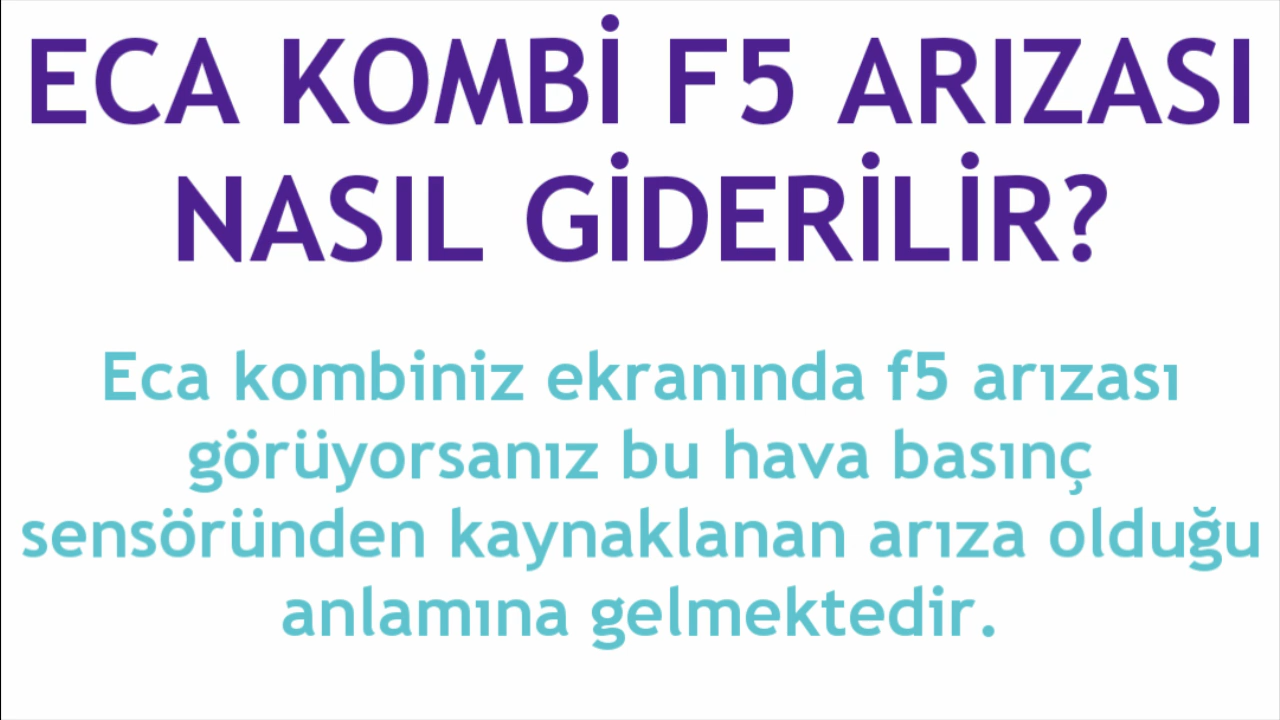 ECA KOMBİ F5 ARIZASI
NASIL GİDERİLİR?
Eca kombiniz ekranında f5 arızası
görüyorsanız bu hava basınç
sensöründen kaynaklanan arıza olduğu
anlamına gelmektedir.